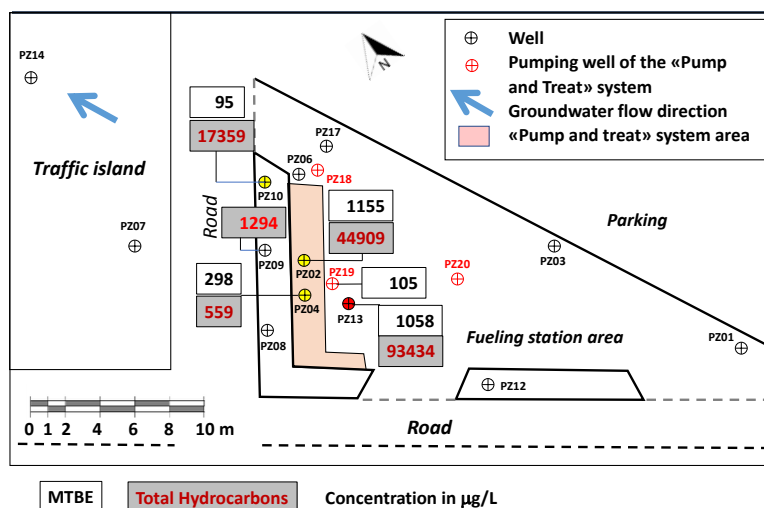 PZ14
Well
Pumping well of the «Pump
and Treat» system
Groundwater flow direction
«Pump and treat» system area
N
95
17359
PZ17
PZ06
PZ18
Traffic island
PZ10
1155
44909
Parking
Road
1294
PZ07
PZ09
PZ02
PZ19
PZ20
PZ03
298
559
105
PZ04
PZ13
1058
93434
PZ08
Fueling station area
PZ01
PZ12
0 1 2 4 6 8 10 m
Road
MTBE
Total Hydrocarbons
Concentration in µg/L